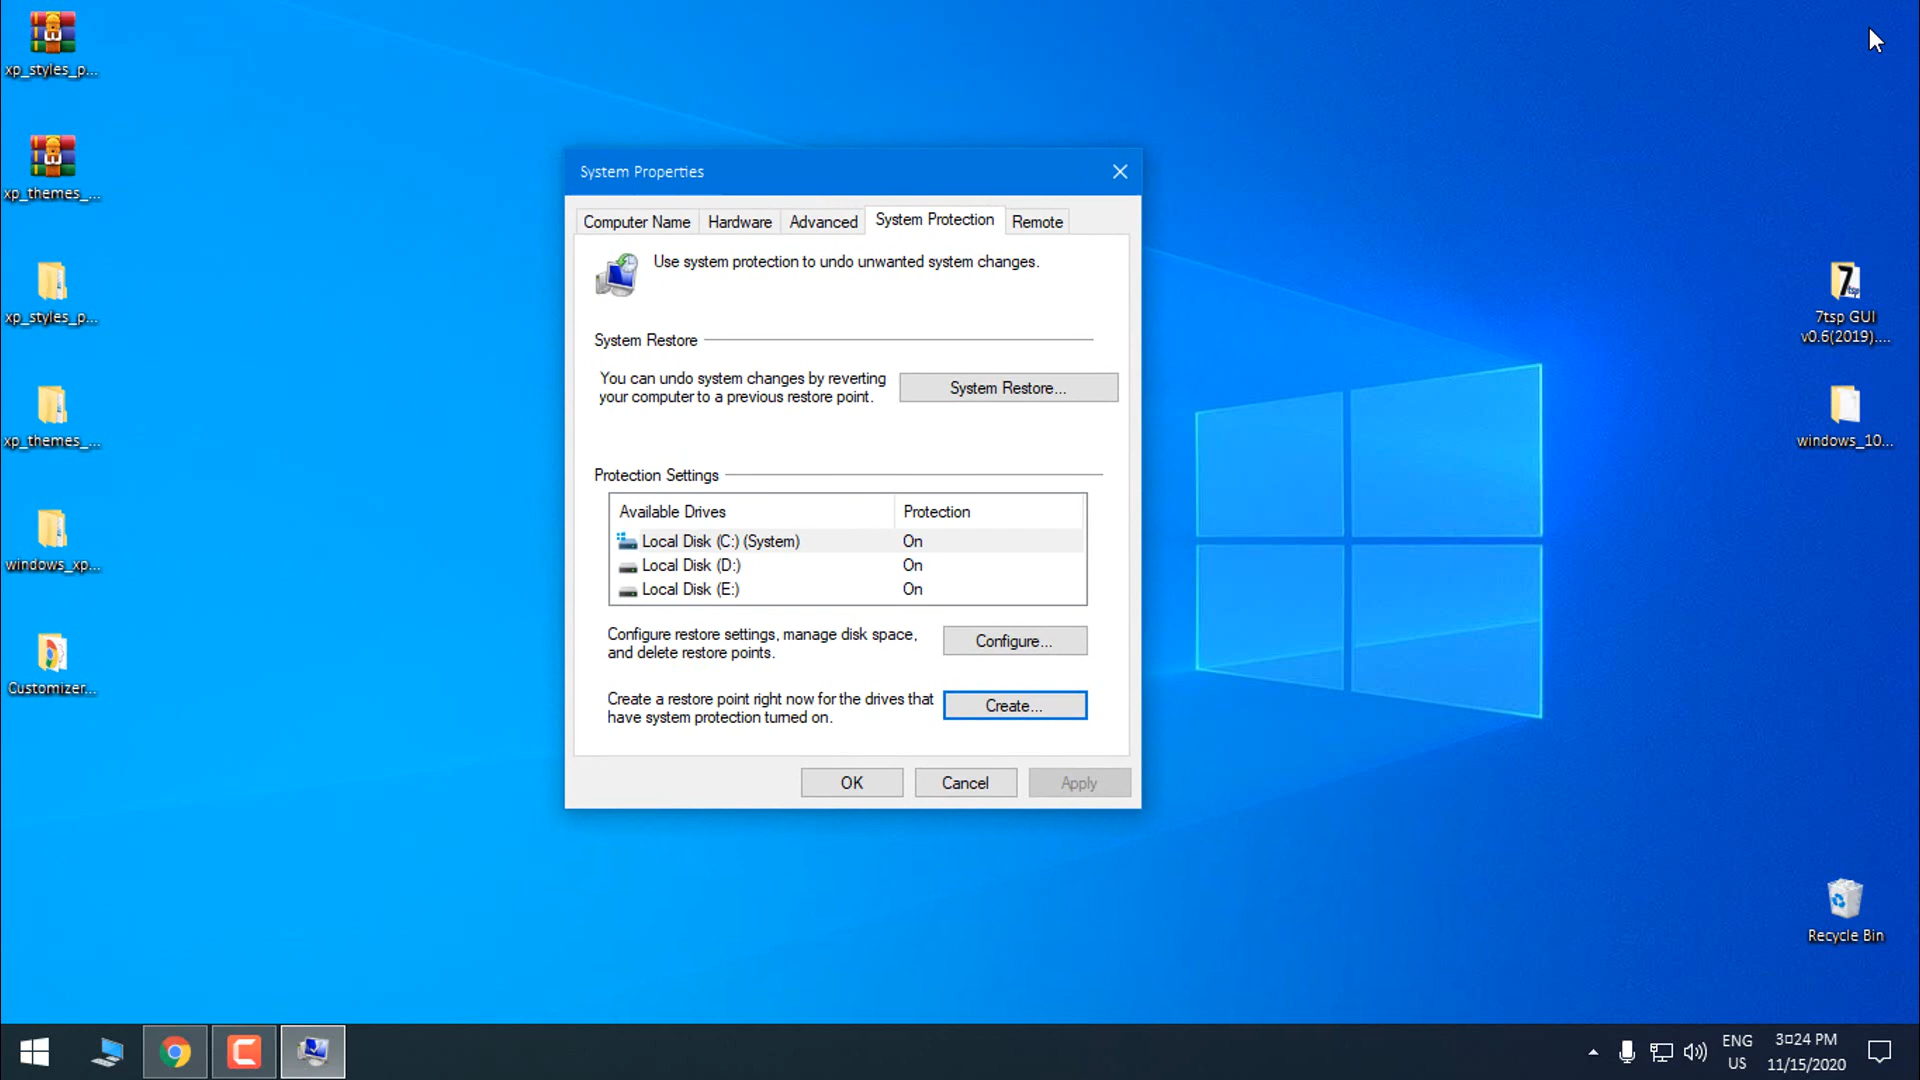 xp_styles_p...
xp_themes_...
xp_styles_p...
xp_themes_...
windows_xp...
Customizer...
System Properties
Computer Name
Hardware
Advanced
System Protection
Remote
Use system protection to undo unwanted system changes.
System Restore
You can undo system changes by reverting
your computer to a previous restore point.
System Restore...
Protection Settings
Available Drives
Protection
Local Disk (C:) (System)
On
Local Disk (D:)
On
Local Disk (E:)
On
Configure restore settings, manage disk space,
and delete restore points.
Configure...
Create a restore point right now for the drives that
have system protection turned on.
Create...
OK
Cancel
Apply
7
tsp
7tsp GUI
v0.6(2019)....
windows_10...
Recycle Bin
ENG
US
3□24 PM
11/15/2020